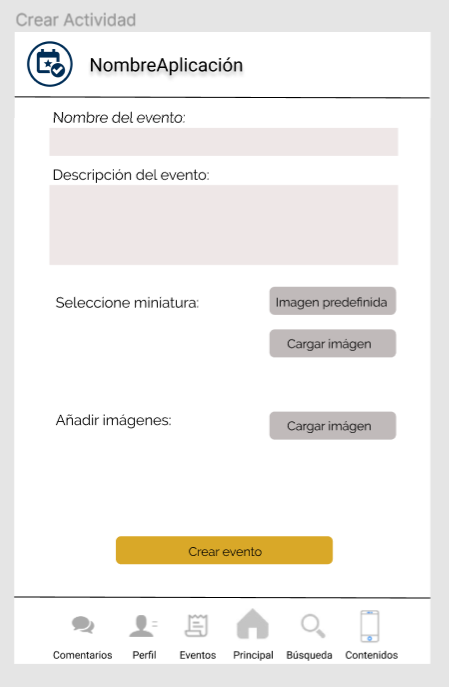 Crear Actividad
NombreAplicación
Nombre del evento:
Descripción del evento:
Seleccione miniatura:
Imagen predefinida
Cargar imágen
Añadir imágenes:
Cargar imágen
Crear evento
Comentarios Perfil Eventos Principal Búsqueda Contenidos